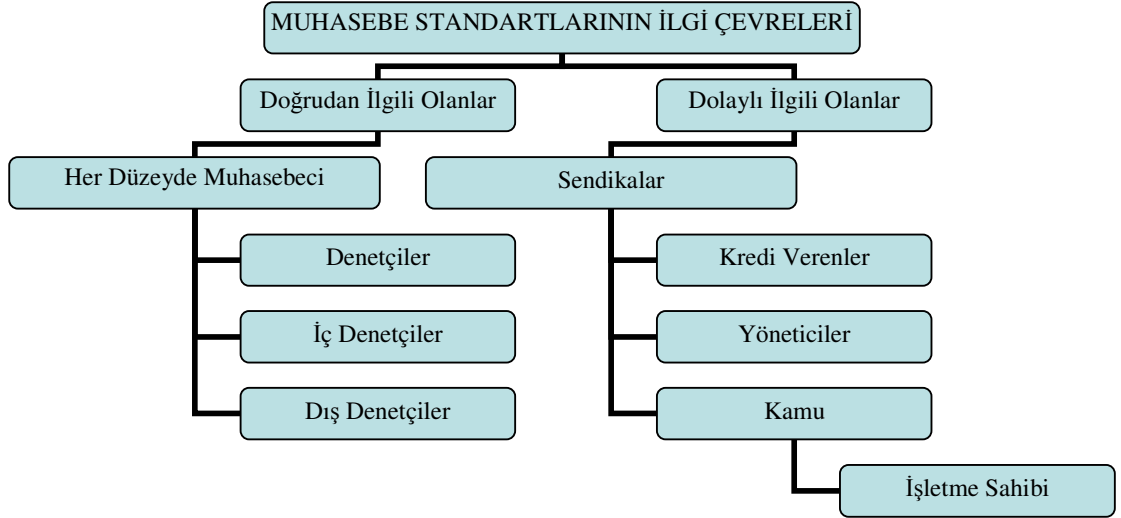 MUHASEBE STANDARTLARININ İLGİ ÇEVRELERİ
Doğrudan İlgili Olanlar
Dolaylı İlgili Olanlar
Her Düzeyde Muhasebeci
Sendikalar
Denetçiler
Kredi Verenler
İç Denetçiler
Yöneticiler
Dış Denetçiler
Kamu
İşletme Sahibi